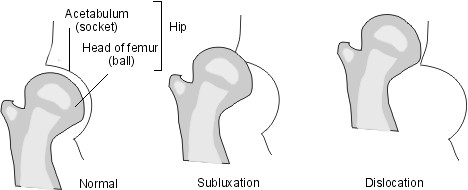 Acetabulum
(socket)
Hip
Head of femur
(ball)
Normal
Subluxation
Dislocation